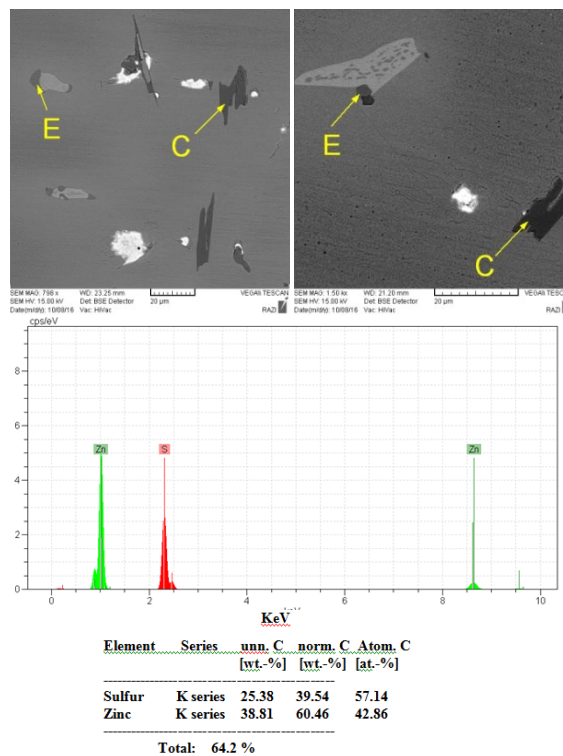 E
C
E
C
SEM MAG: 798 x WD: 23.25 mm VEGA\\ TESCAN
SEM HV: 15.00 kV Det: BSE Detector 20 µm
Date(m/d/y): 10/08/16 Vac: HiVac RAZI
SEM MAG: 1.50 kx WD: 21.20 mm VEGA\\ TESCAN
SEM HV: 15.00 kV Det: BSE Detector 20 µm
Date(m/d/y): 10/08/16 Vac: HiVac RAZI
cps/eV
8
6
4
2
0
Zn S Zn
0 2 4 6 8 10
KeV
Element Series unn. C norm. C Atom. C
[wt.-%] [wt.-%] [at.-%]
Sulfur K series 25.38 39.54 57.14
Zinc K series 38.81 60.46 42.86
Total: 64.2 %